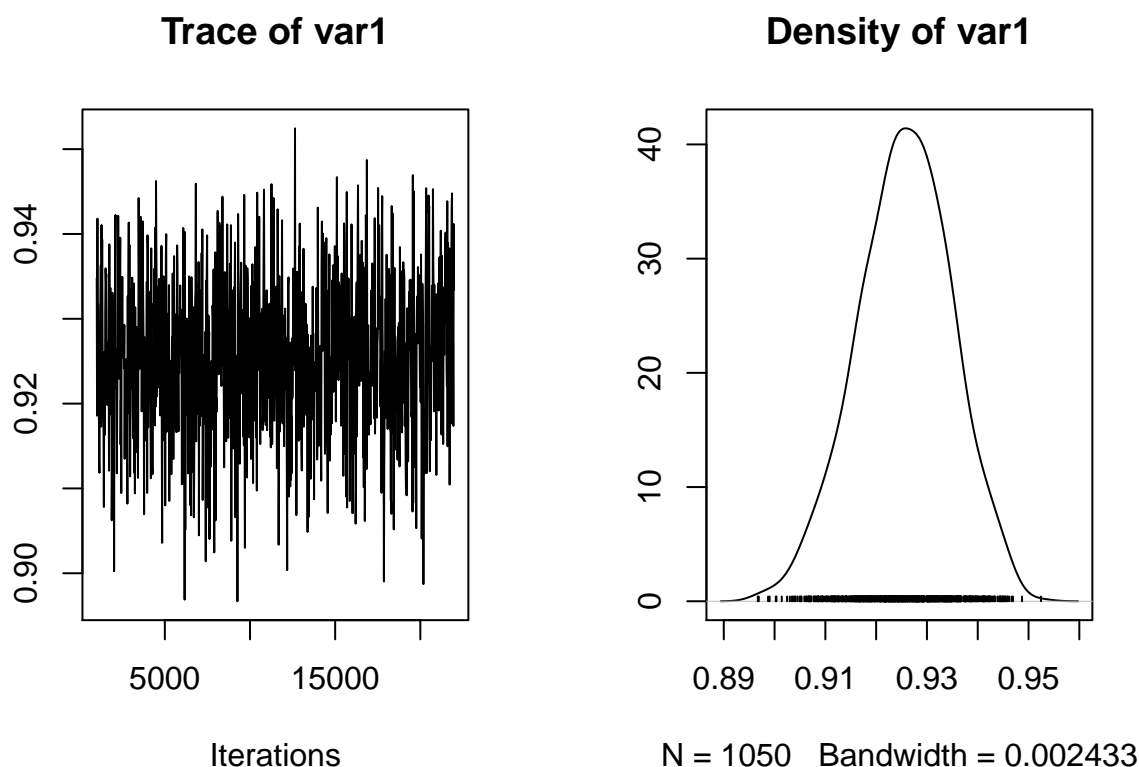 Trace of var1
0.94
0.92
0.90
5000 15000
Iterations
Density of var1
40
30
20
10
0
0.89 0.91 0.93 0.95
N = 1050 Bandwidth = 0.002433